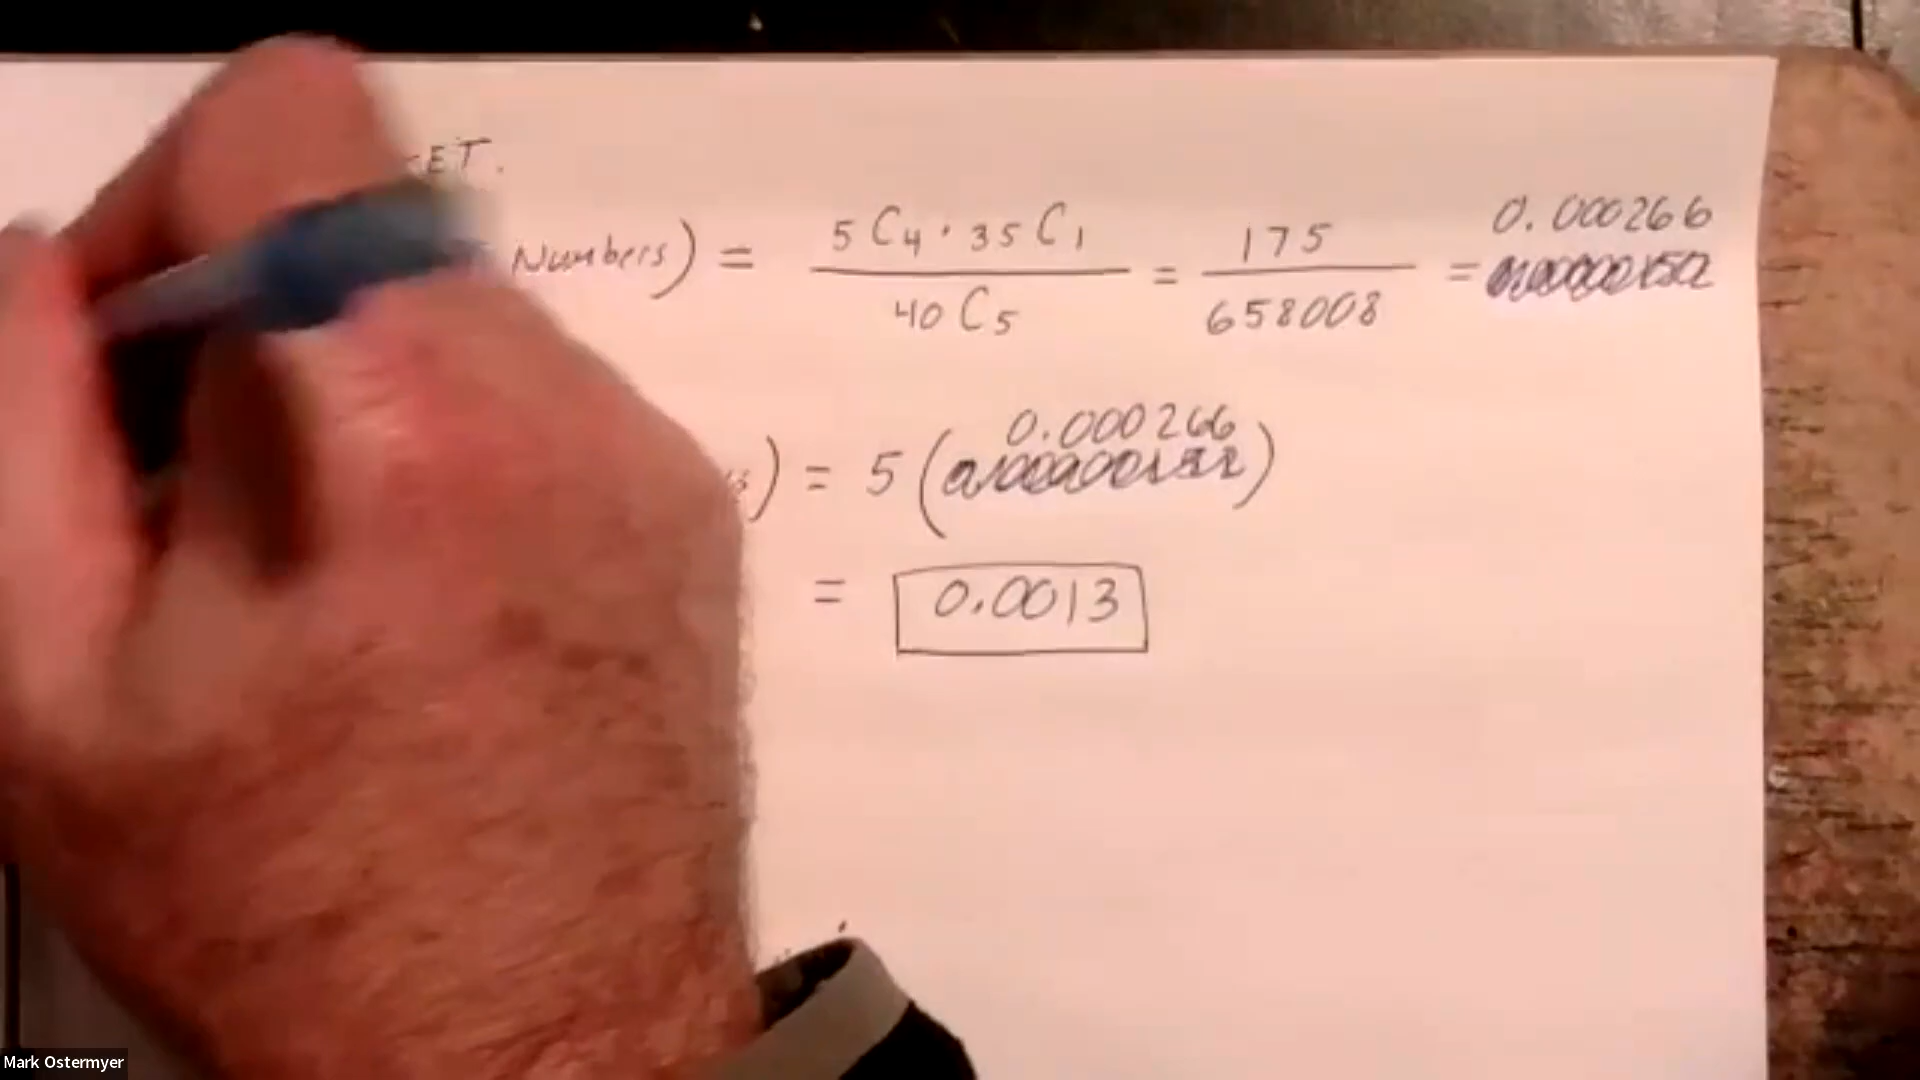 ET.
Numbers) = 5C4 · 35C1 / 40C5 = 175 / 658008 = 0.000266
) = 5 ( 0.000266 )
= 0.0013
Mark Ostermyer